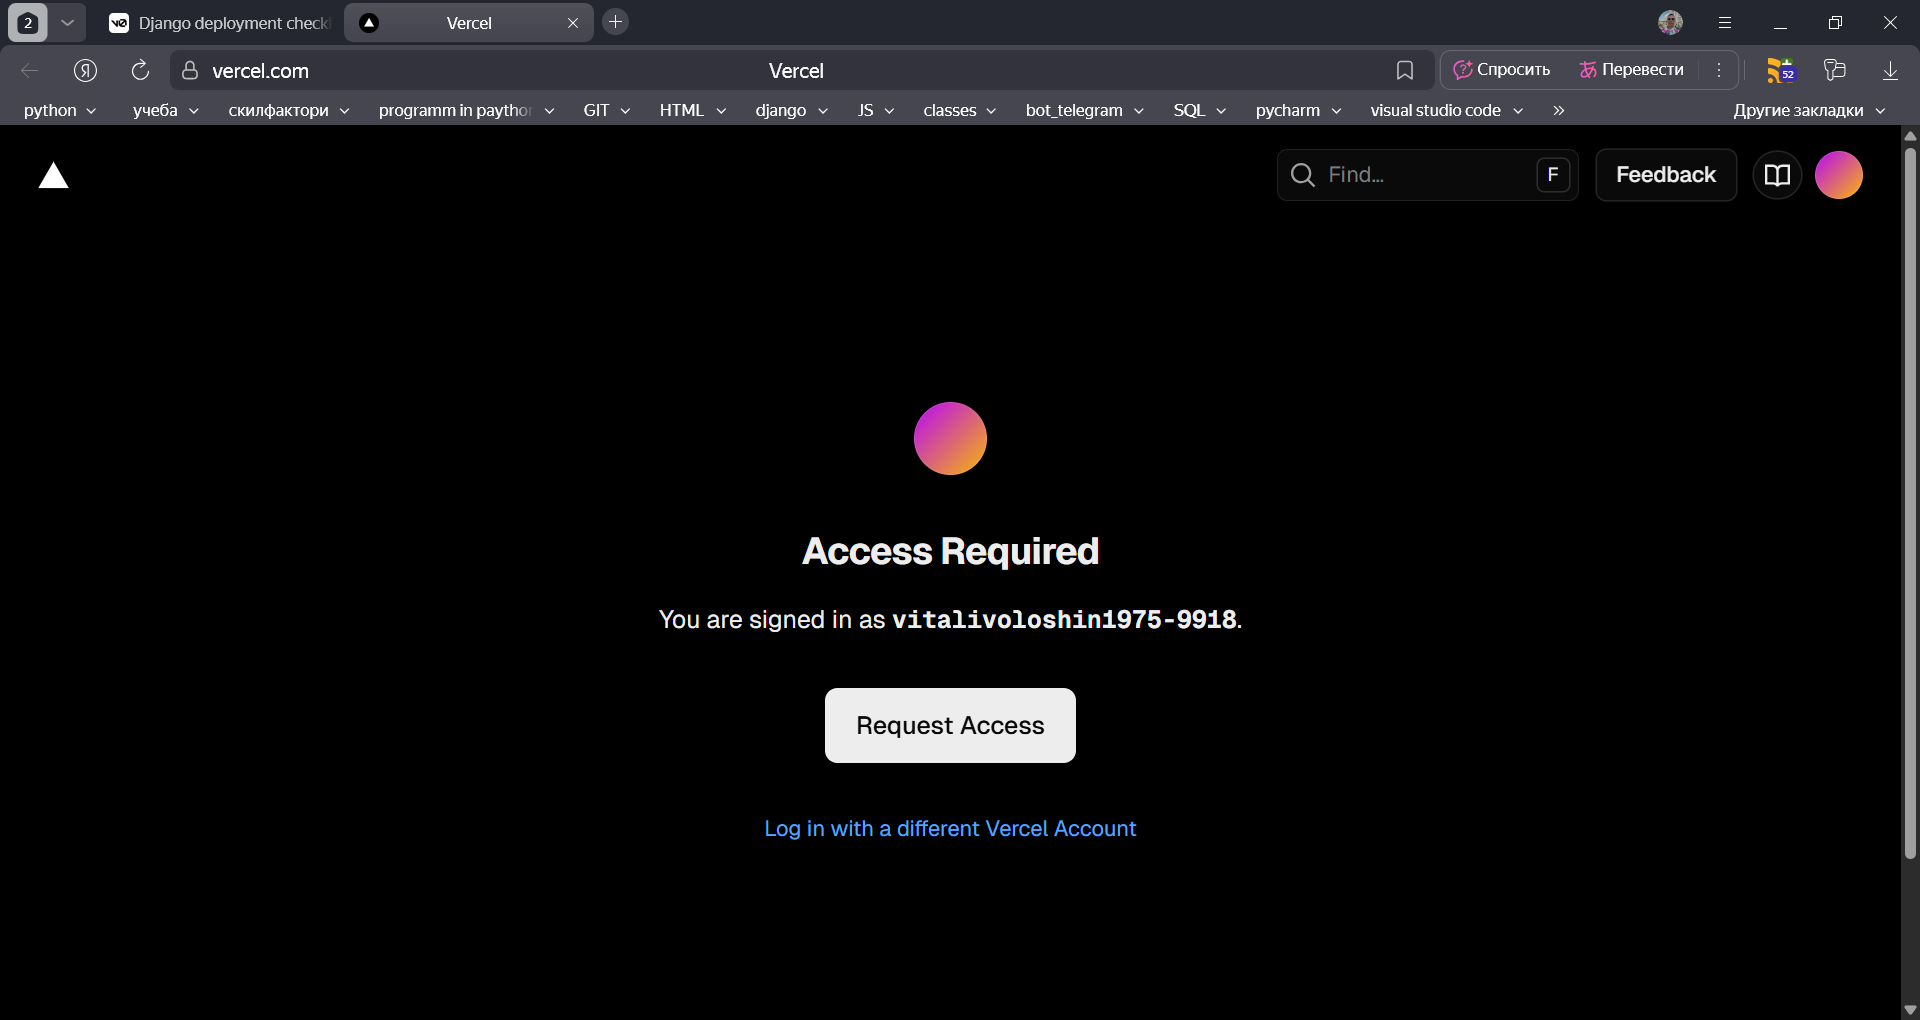 2
Django deployment check
Vercel
Я
vercel.com
Vercel
Спросить
Перевести
52
python
учеба
скилфактори
programm in paytho
GIT
HTML
django
JS
classes
bot_telegram
SQL
pycharm
visual studio code
»
Другие закладки
Find...
F
Feedback
Access Required
You are signed in as vitalivoloshin1975-9918.
Request Access
Log in with a different Vercel Account